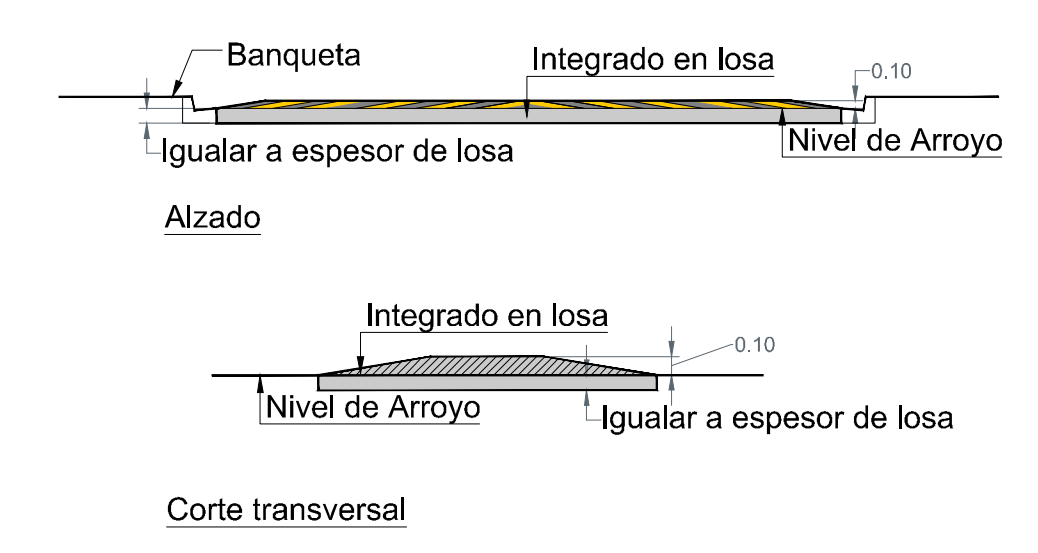 Banqueta
Integrado en losa
0.10
Igualar a espesor de losa
Nivel de Arroyo
Alzado
Integrado en losa
0.10
Nivel de Arroyo
Igualar a espesor de losa
Corte transversal